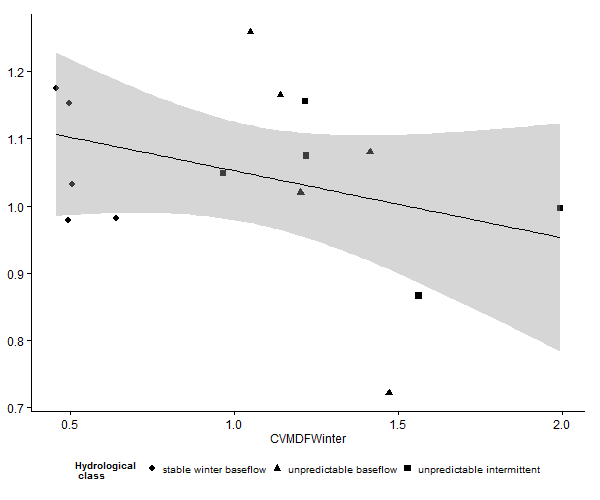 1.2
1.1
1.0
0.9
0.8
0.7
0.5 1.0 1.5 2.0
CVMDFWinter
Hydrological
class
stable winter baseflow unpredictable baseflow unpredictable intermittent